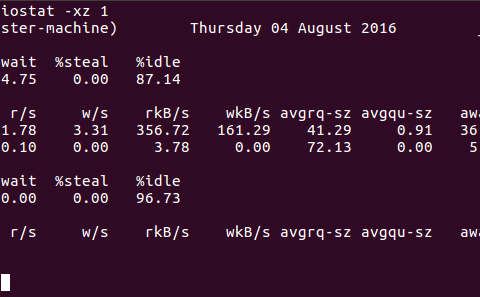 iostat -xz 1
ster-machine) Thursday 04 August 2016
wait %steal %idle
4.75 0.00 87.14
r/s w/s rkB/s wkB/s avgrq-sz avgqu-sz awa
1.78 3.31 356.72 161.29 41.29 0.91 36
0.10 0.00 3.78 0.00 72.13 0.00 5
wait %steal %idle
0.00 0.00 96.73
r/s w/s rkB/s wkB/s avgrq-sz avgqu-sz awa